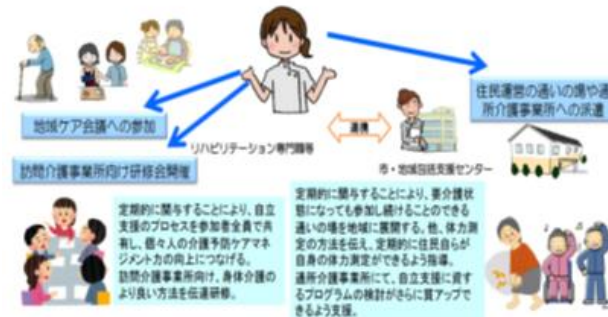 住民運営の通いの場や通
所介護事業所への派遣
地域ケア会議への参加
リハビリテーション専門職等
連携
市・地域包括支援センター
訪問介護事業所向け研修会開催
定期的に関与することにより、自立
支援のプロセスを参加者全員で共
有し、個々人の介護予防ケアマネ
ジメント力の向上につなげる。
訪問介護事業所向け、身体介護の
より良い方法を伝達研修。
定期的に関与することにより、要介護状
態になっても参加し続けることのできる
通いの場を地域に展開する、他、体力測
定の方法を伝え、定期的に住民自らが
自身の体力測定ができるよう指導。
通所介護事業所にて、自立支援に資す
るプログラムの検討がさらに質アップで
きるよう支援。